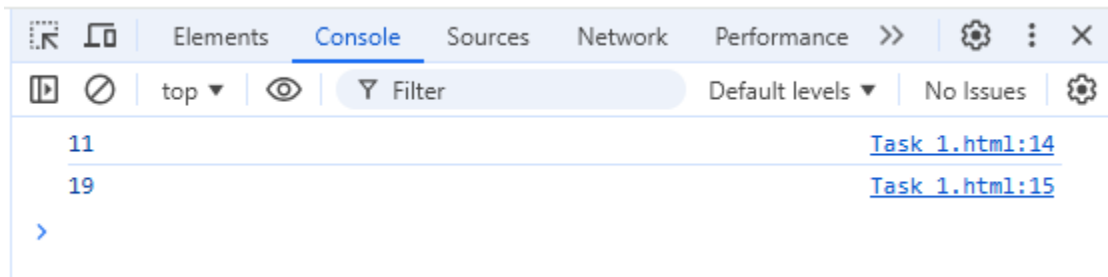 Elements Console Sources Network Performance
top Filter Default levels No Issues
11 Task 1.html:14
19 Task 1.html:15